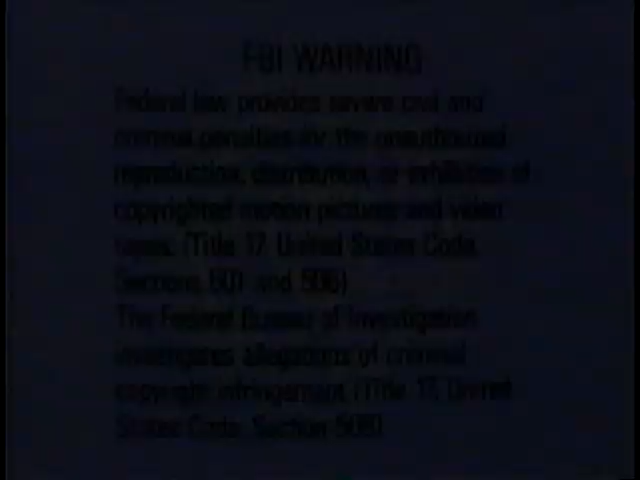 FBI WARNING
Federal law provides severe civil and
criminal penalties for the unauthorized
reproduction, distribution, or exhibition of
copyrighted motion pictures and video
tapes. (Title 17, United States Code,
Sections 501 and 506)
The Federal Bureau of Investigation
investigates allegations of criminal
copyright infringement (Title 17, United
States Code, Section 506)